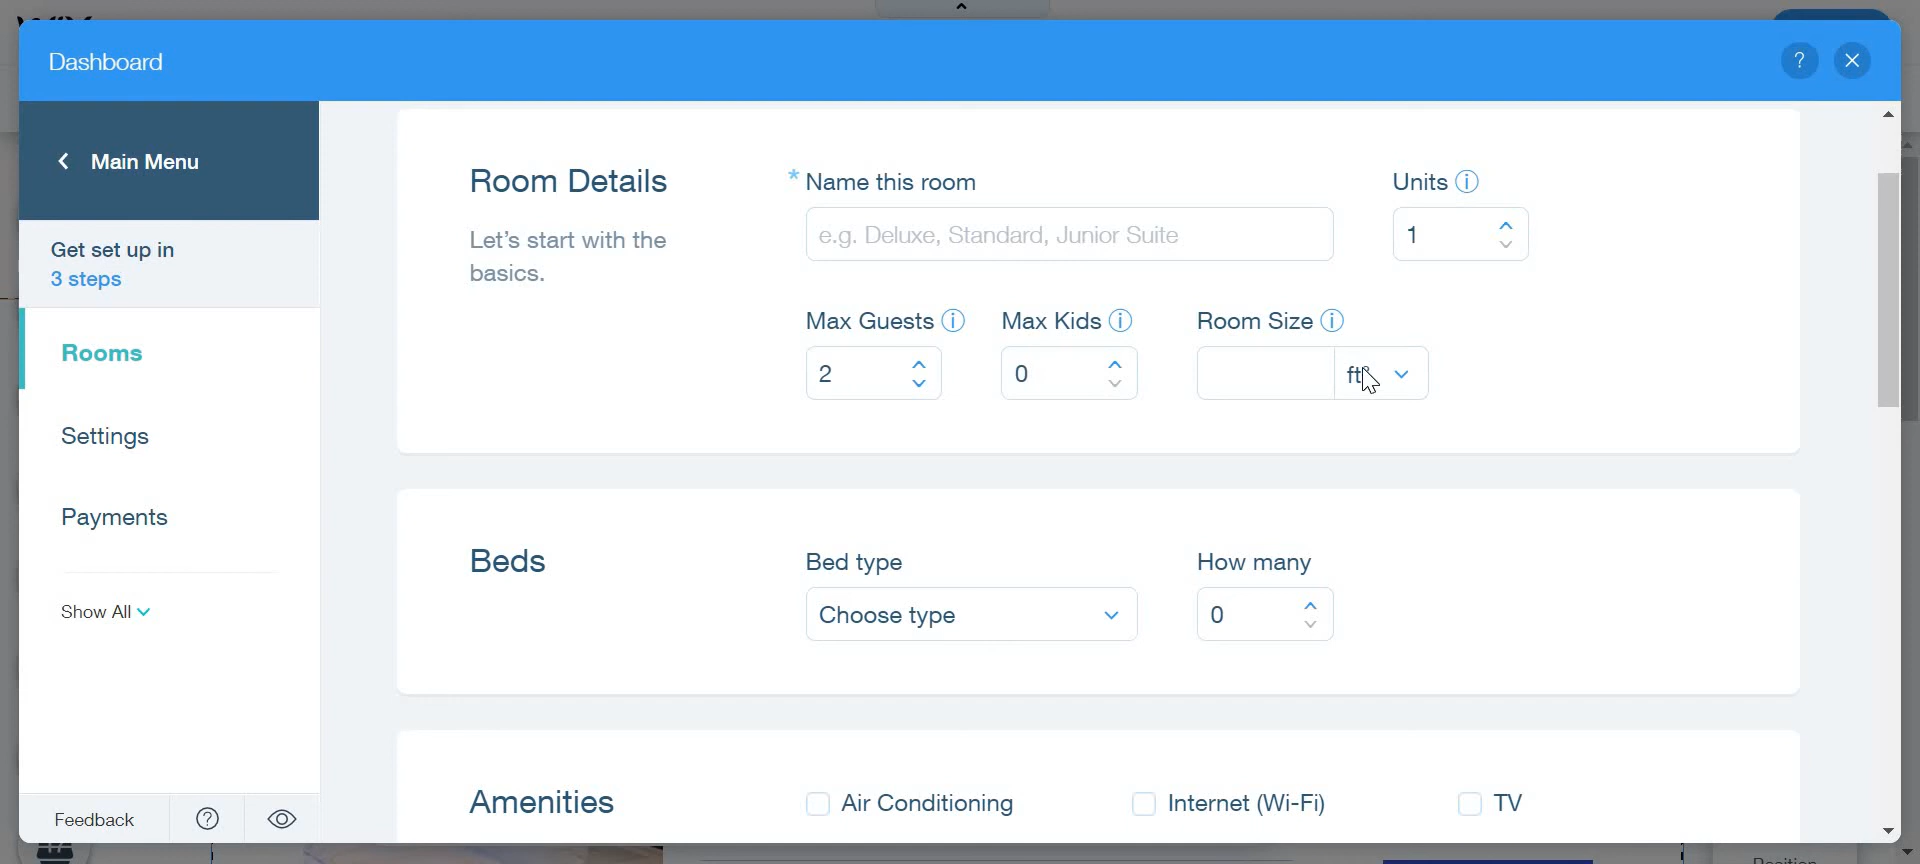 Dashboard
?
Main Menu
Get set up in
3 steps
Rooms
Settings
Payments
Show All
Feedback
?
Room Details
Let's start with the
basics.
* Name this room
e.g. Deluxe, Standard, Junior Suite
Units i
1
Max Guests i
2
Max Kids i
0
Room Size i
Beds
Bed type
Choose type
How many
0
Amenities
Air Conditioning
Internet (Wi-Fi)
TV